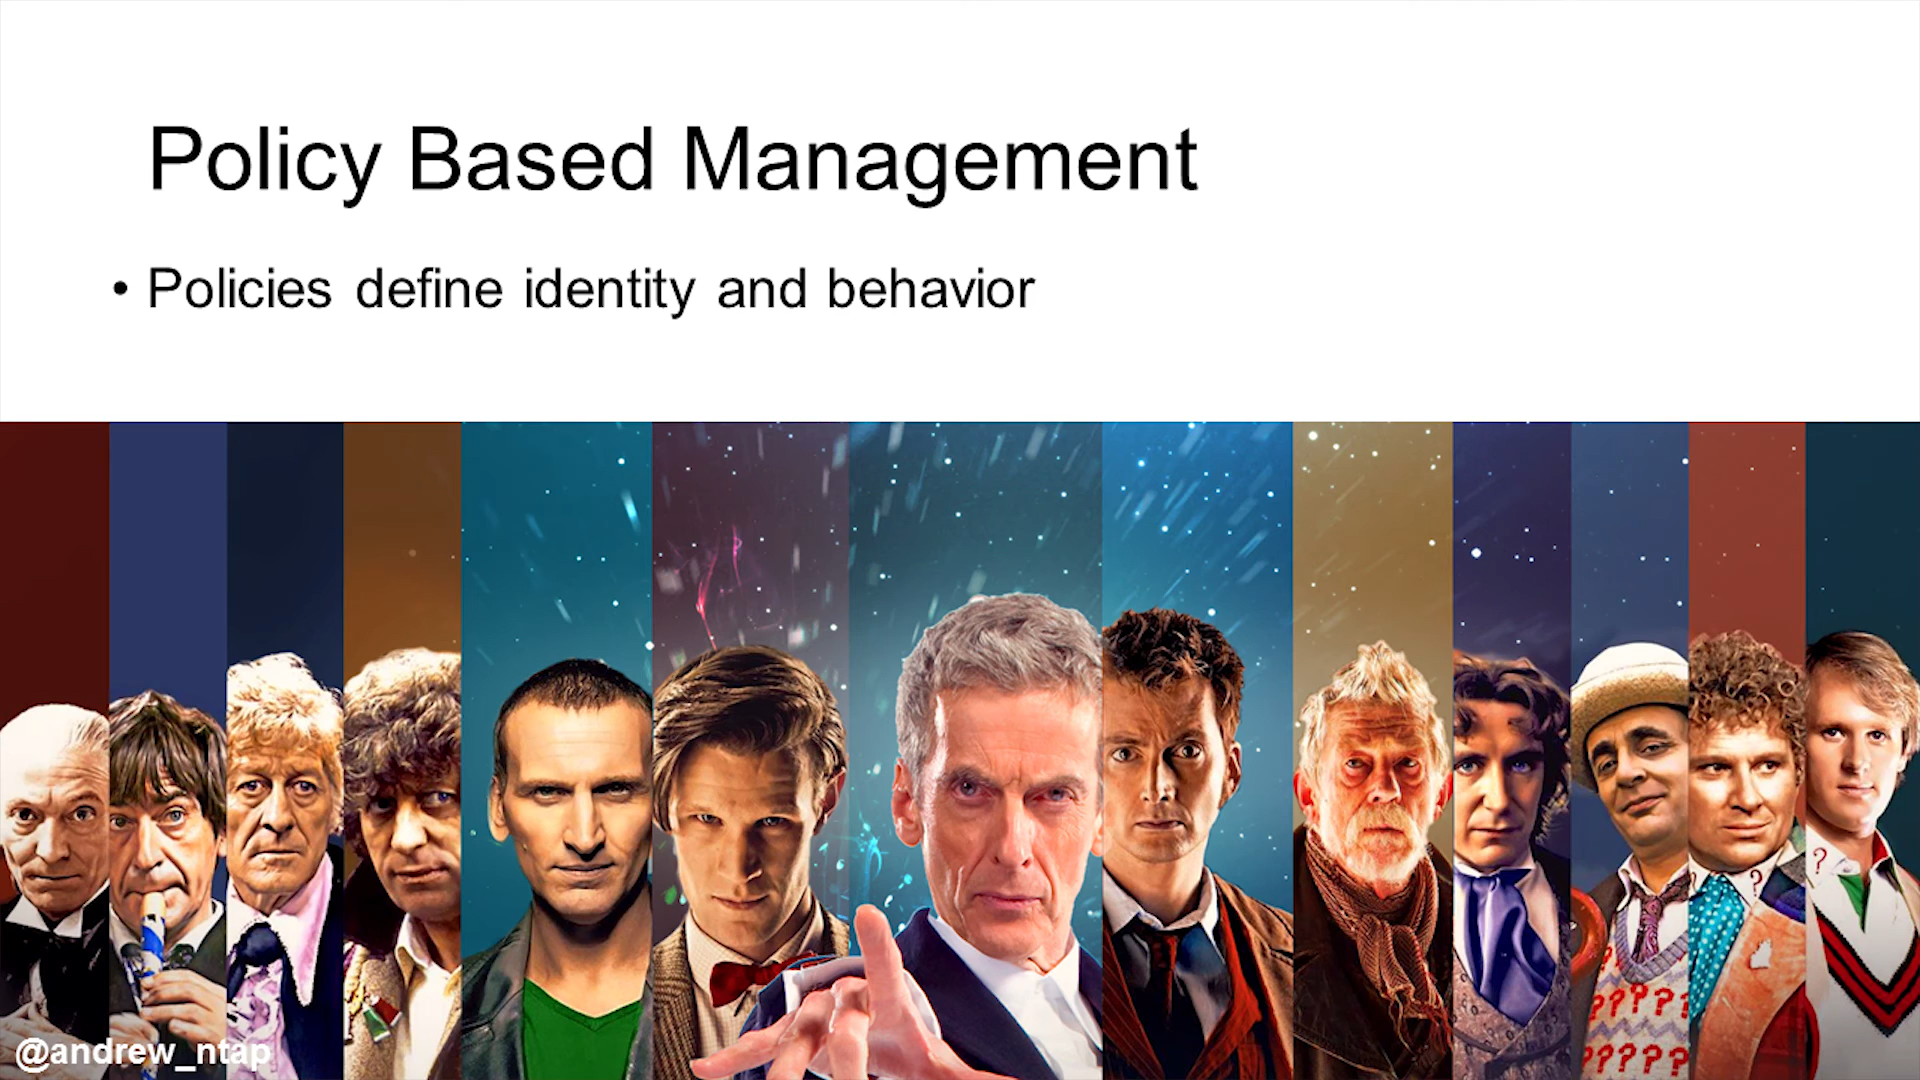 Policy Based Management
• Policies define identity and behavior
?
?
????
?????
@andrew_ntap